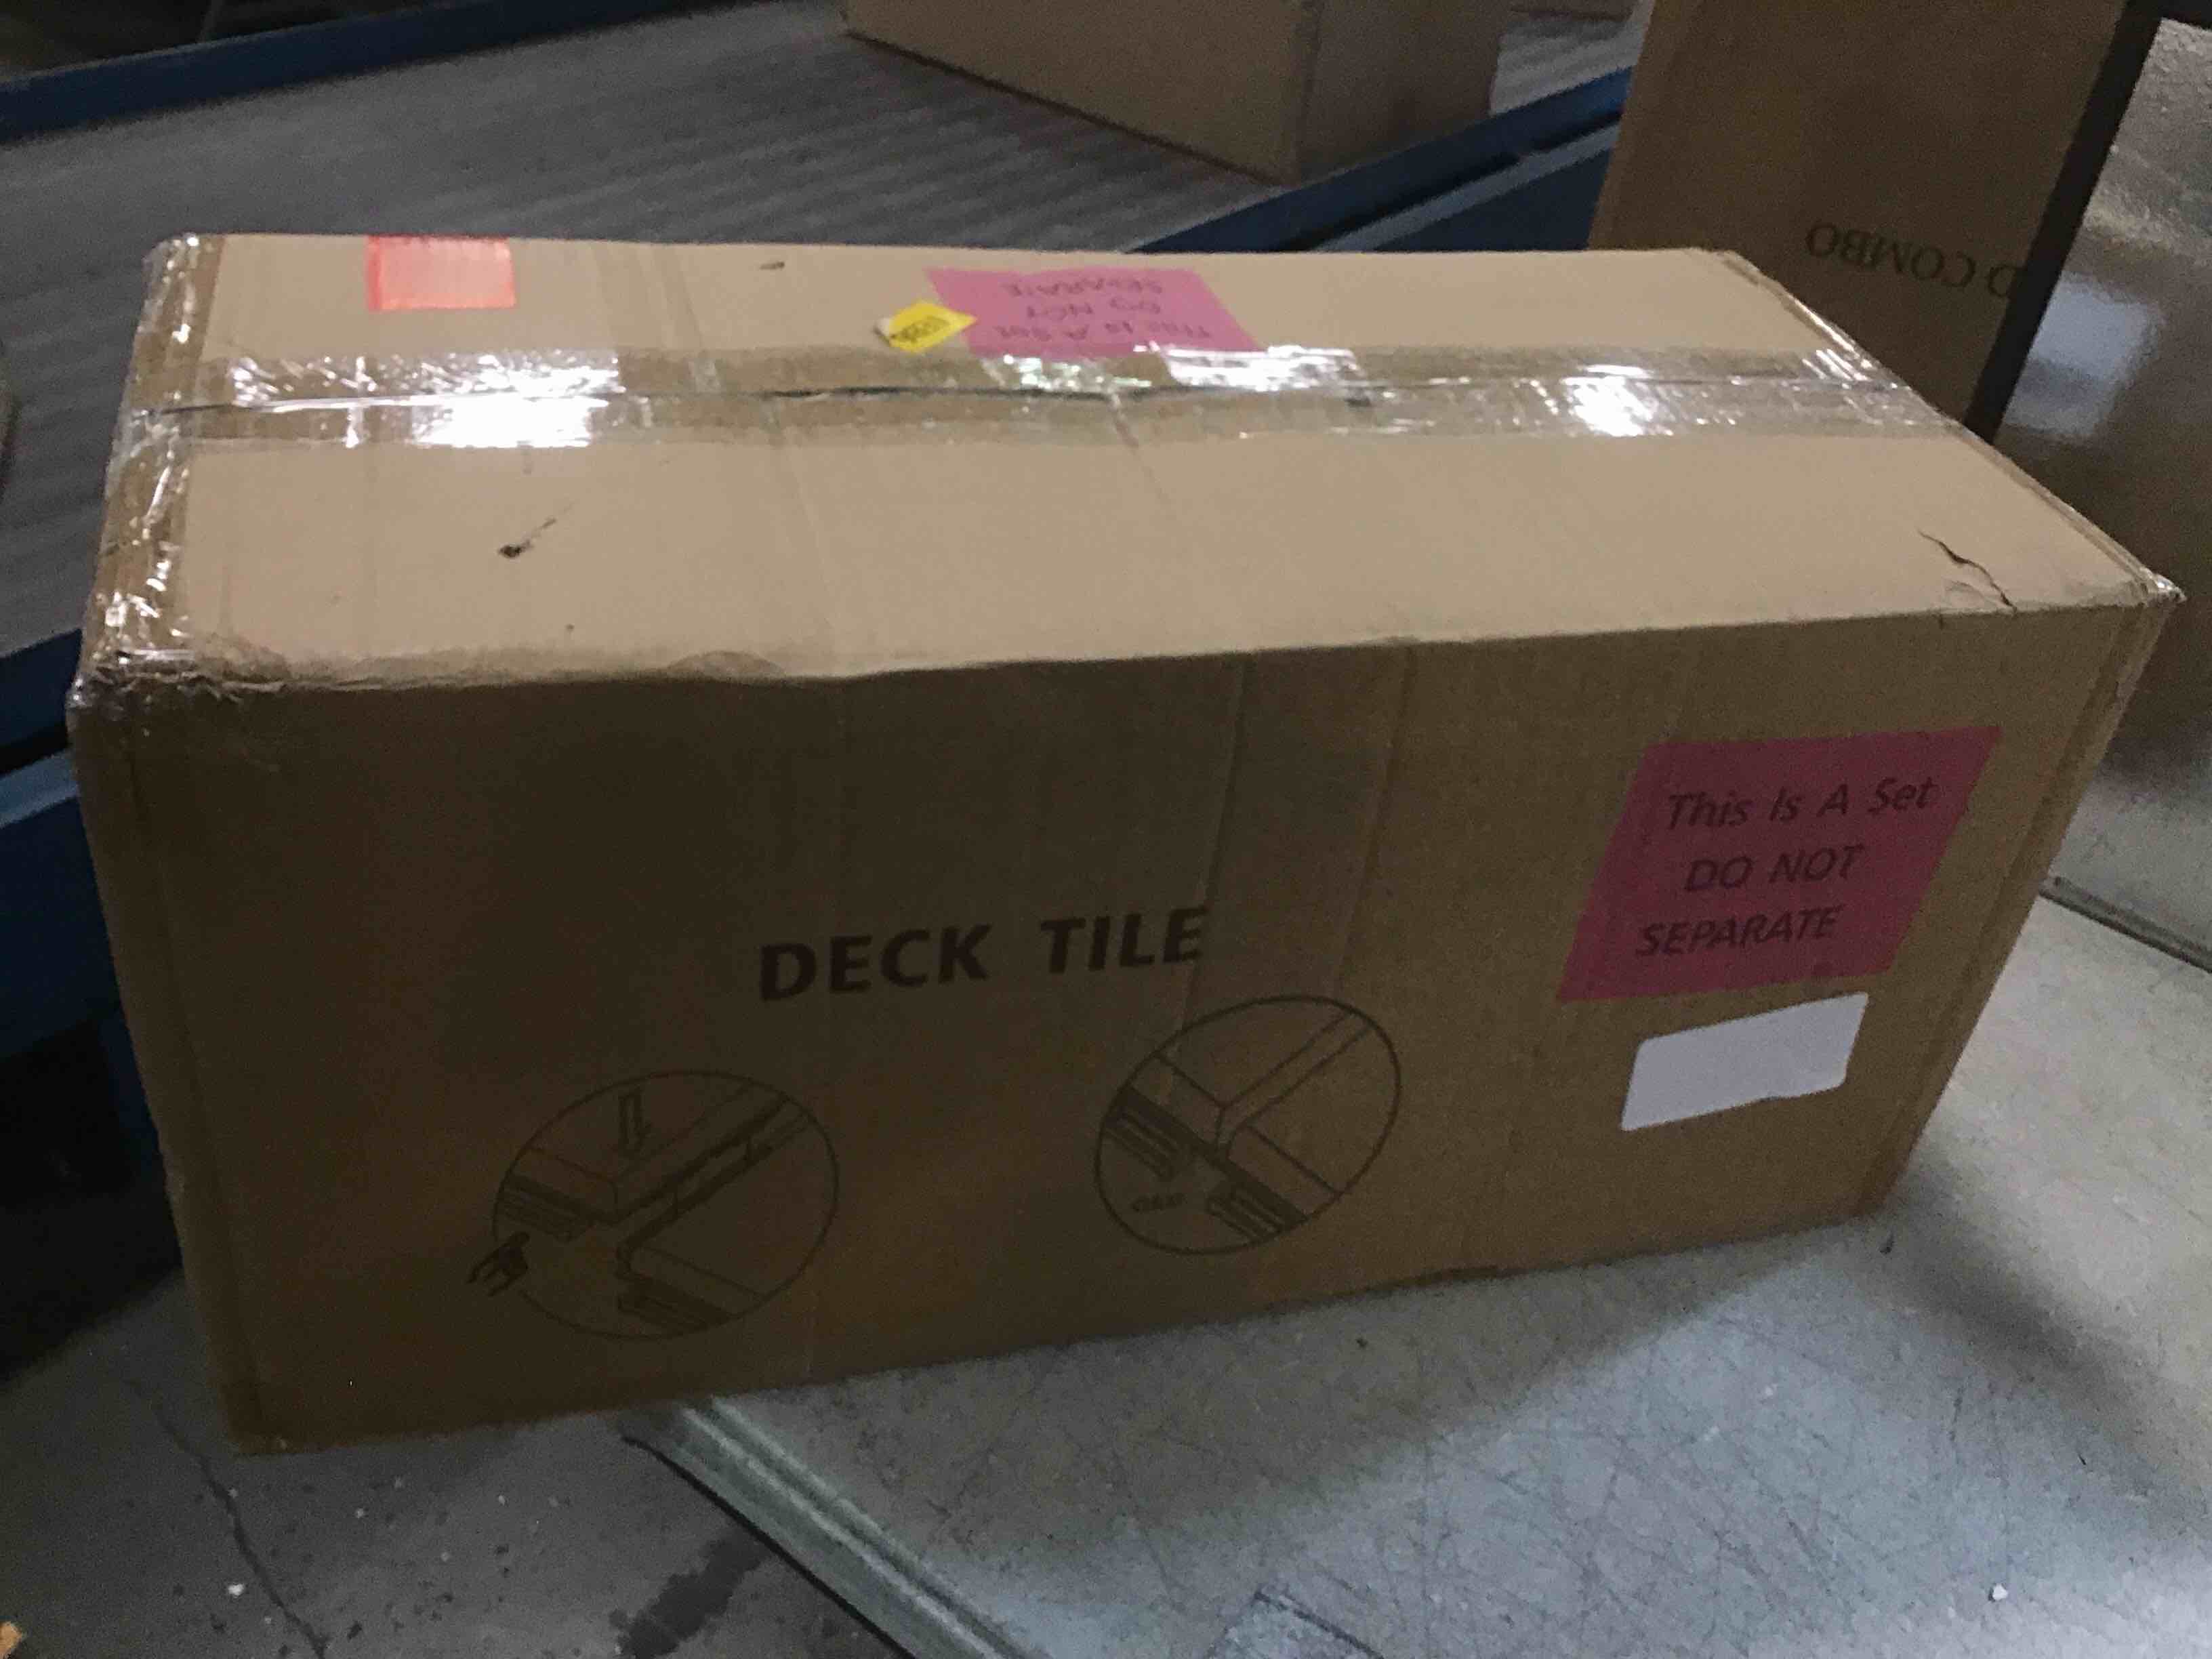 This Is A Set
DO NOT
SEPARATE
COMBO
DECK TILE
This Is A Set
DO NOT
SEPARATE